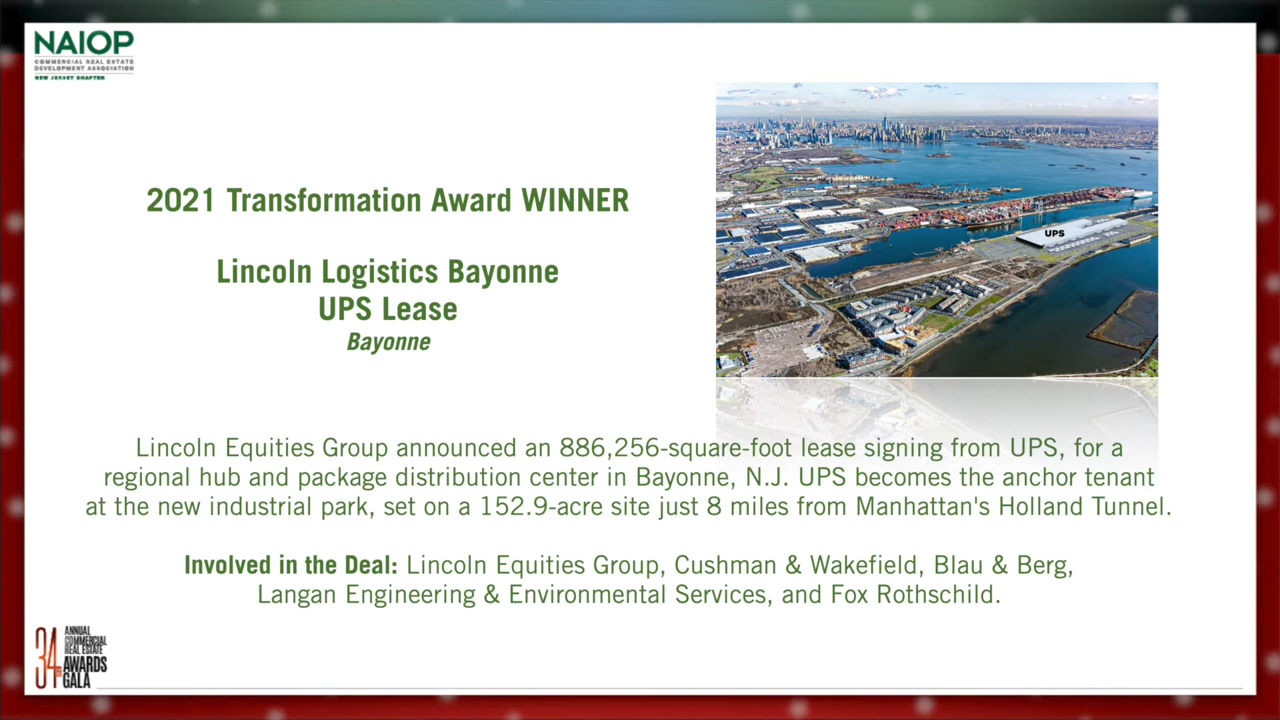 NAIOP
COMMERCIAL REAL ESTATE
DEVELOPMENT ASSOCIATION
NEW JERSEY CHAPTER
2021 Transformation Award WINNER
Lincoln Logistics Bayonne
UPS Lease
Bayonne
UPS
Lincoln Equities Group announced an 886,256-square-foot lease signing from UPS, for a
regional hub and package distribution center in Bayonne, N.J. UPS becomes the anchor tenant
at the new industrial park, set on a 152.9-acre site just 8 miles from Manhattan's Holland Tunnel.
Involved in the Deal: Lincoln Equities Group, Cushman & Wakefield, Blau & Berg,
Langan Engineering & Environmental Services, and Fox Rothschild.
34TH
ANNUAL
COMMERCIAL
REAL ESTATE
AWARDS
GALA